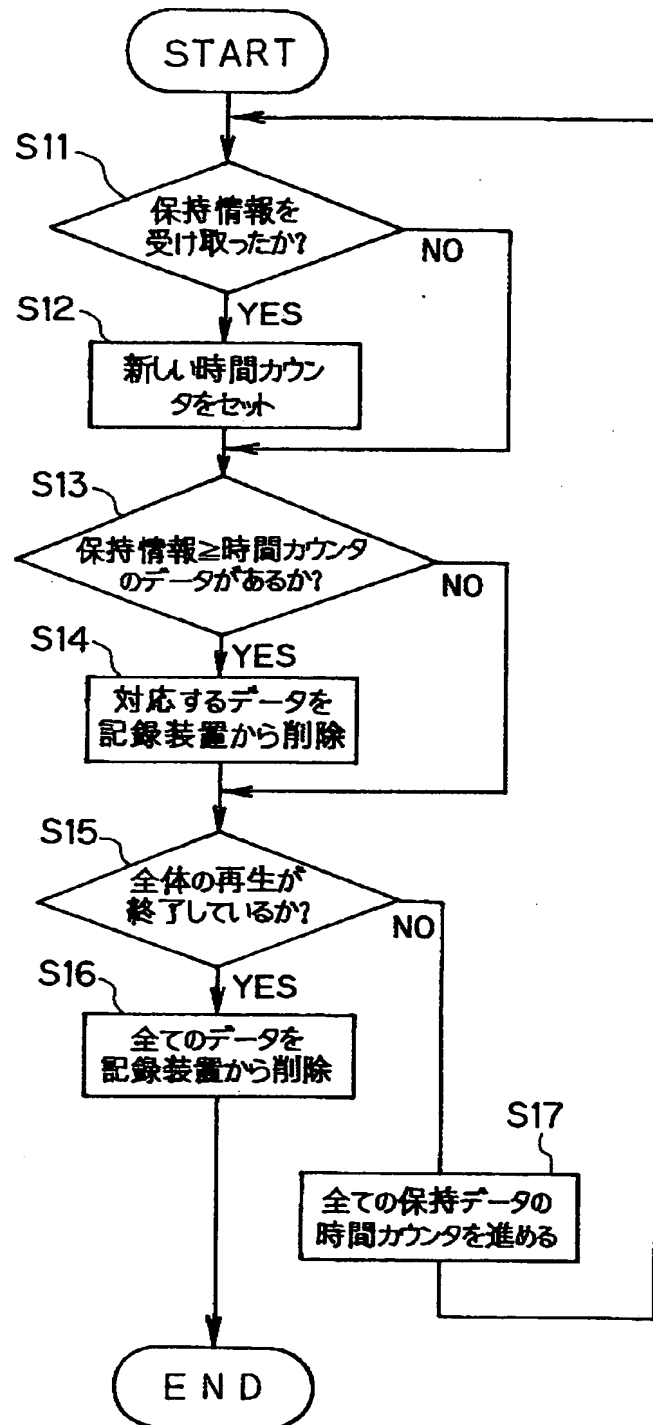 START
S11
保持情報を
受け取ったか?
NO
YES
S12
新しい時間カウン
タをセット
S13
保持情報≧時間カウンタ
のデータがあるか?
NO
YES
S14
対応するデータを
記録装置から削除
S15
全体の再生が
終了しているか?
NO
YES
S16
全てのデータを
記録装置から削除
S17
全ての保持データの
時間カウンタを進める
END